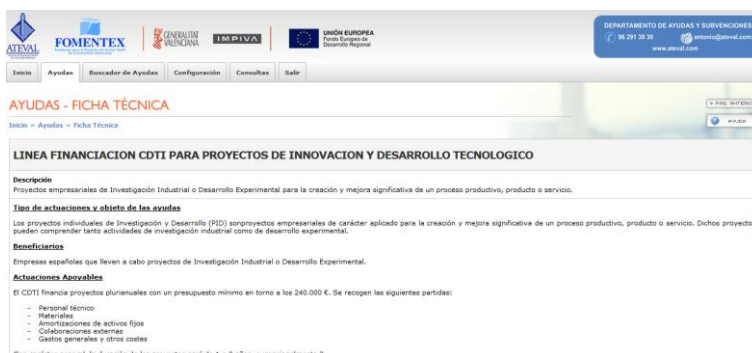 DEPARTAMENTO DE AYUDAS Y SUBVENCIONES
96 291 30 30 antonio@ateval.com
www.ateval.com
ATEVAL
FOMENTEX
GENERALITAT VALENCIANA
IMPIVA
UNIÓN EUROPEA
Fondo Europeo de
Desarrollo Regional
Inicio Ayudas Buscador de Ayudas Configuración Consultas Salir
AYUDAS - FICHA TÉCNICA
Inicio » Ayudas » Ficha Técnica
AYUDA
LINEA FINANCIACION CDTI PARA PROYECTOS DE INNOVACION Y DESARROLLO TECNOLOGICO
Descripción
Proyectos empresariales de Investigación Industrial o Desarrollo Experimental para la creación y mejora significativa de un proceso productivo, producto o servicio.
Tipo de actuaciones y objeto de las ayudas
Los proyectos individuales de Investigación y Desarrollo (PID) sonproyectos empresariales de carácter aplicado para la creación y mejora significativa de un proceso productivo, producto o servicio. Dichos proyecto
pueden comprender tanto actividades de investigación industrial como de desarrollo experimental.
Beneficiarios
Empresas españolas que lleven a cabo proyectos de Investigación Industrial o Desarrollo Experimental.
Actuaciones Apoyables
El CDTI financia proyectos plurianuales con un presupuesto mínimo en torno a los 240.000 €. Se recogen las siguientes partidas:
- Personal técnico
- Materiales
- Amortizaciones de activos fijos
- Colaboraciones externas
- Gastos generales y otros costes